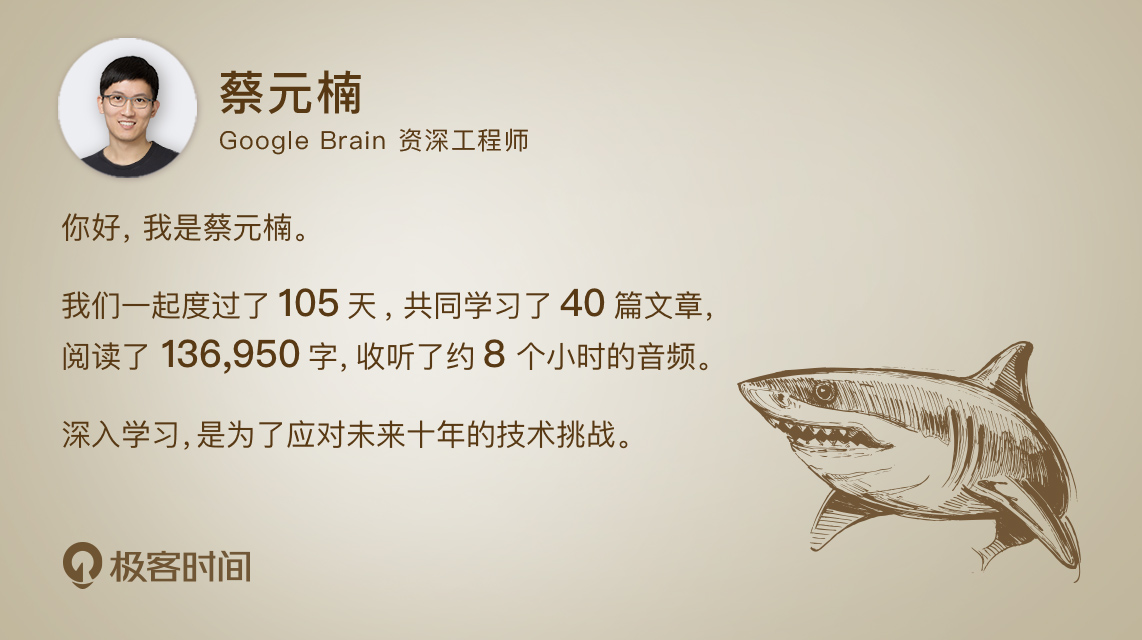 蔡元楠
Google Brain 资深工程师
你好，我是蔡元楠。
我们一起度过了 105 天，共同学习了 40 篇文章，
阅读了 136,950 字，收听了约 8 个小时的音频。
深入学习，是为了应对未来十年的技术挑战。
极客时间